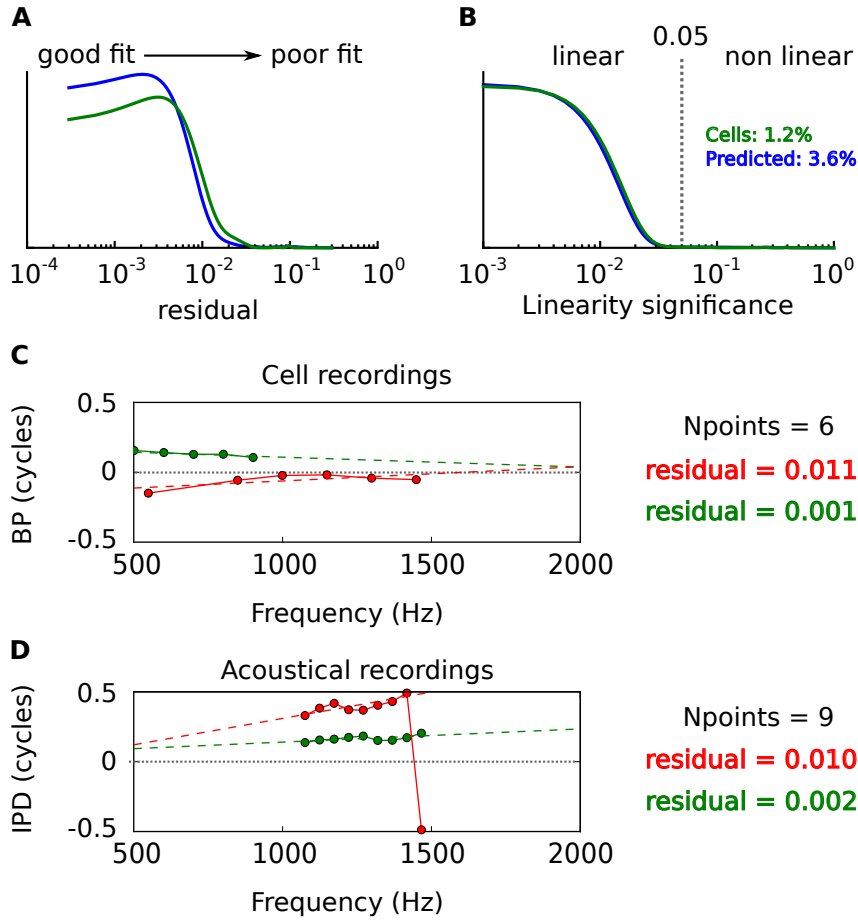 A
good fit
poor fit
10^-4
10^-3
10^-2
10^-1
10^0
residual
B
0.05
linear
non linear
Cells: 1.2%
Predicted: 3.6%
10^-3
10^-2
10^-1
10^0
Linearity significance
C
Cell recordings
BP (cycles)
0.5
0
-0.5
500
1000
1500
2000
Frequency (Hz)
Npoints = 6
residual = 0.011
residual = 0.001
D
Acoustical recordings
IPD (cycles)
0.5
0
-0.5
500
1000
1500
2000
Frequency (Hz)
Npoints = 9
residual = 0.010
residual = 0.002